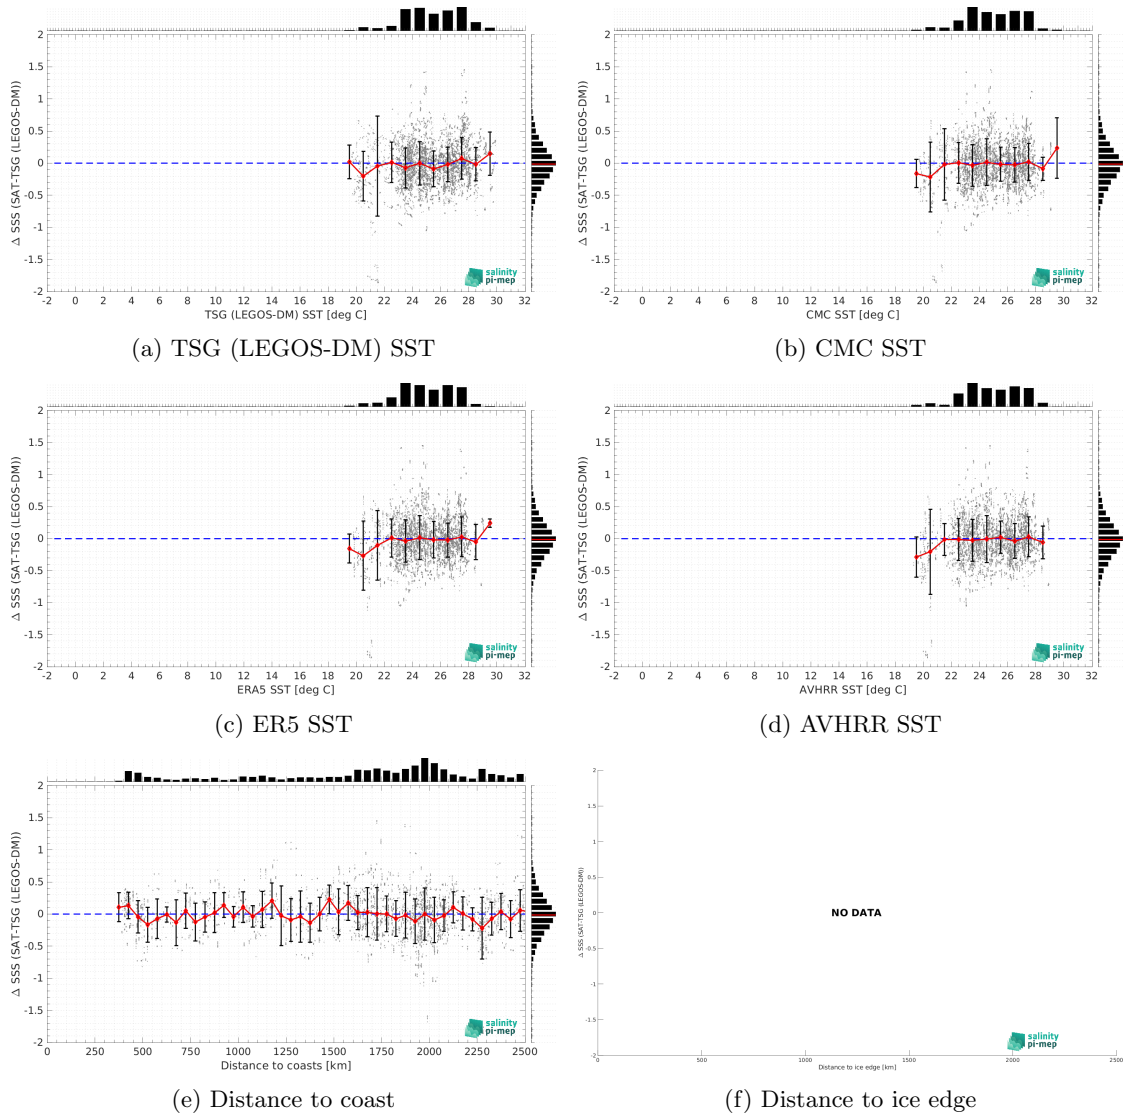 2
1.5
1
0.5
0
-0.5
-1
-1.5
-2
Δ SSS (SAT-TSG (LEGOS-DM))
salinity
pi-mep
-2 0 2 4 6 8 10 12 14 16 18 20 22 24 26 28 30 32
TSG (LEGOS-DM) SST [deg C]
(a) TSG (LEGOS-DM) SST
2
1.5
1
0.5
0
-0.5
-1
-1.5
-2
Δ SSS (SAT-TSG (LEGOS-DM))
salinity
pi-mep
-2 0 2 4 6 8 10 12 14 16 18 20 22 24 26 28 30 32
CMC SST [deg C]
(b) CMC SST
2
1.5
1
0.5
0
-0.5
-1
-1.5
-2
Δ SSS (SAT-TSG (LEGOS-DM))
salinity
pi-mep
-2 0 2 4 6 8 10 12 14 16 18 20 22 24 26 28 30 32
ERA5 SST [deg C]
(c) ER5 SST
2
1.5
1
0.5
0
-0.5
-1
-1.5
-2
Δ SSS (SAT-TSG (LEGOS-DM))
salinity
pi-mep
-2 0 2 4 6 8 10 12 14 16 18 20 22 24 26 28 30 32
AVHRR SST [deg C]
(d) AVHRR SST
2
1.5
1
0.5
0
-0.5
-1
-1.5
-2
Δ SSS (SAT-TSG (LEGOS-DM))
salinity
pi-mep
0 250 500 750 1000 1250 1500 1750 2000 2250 2500
Distance to coasts [km]
(e) Distance to coast
2
1.5
1
0.5
0
-0.5
-1
-1.5
-2
Δ SSS (SAT-TSG (LEGOS-DM))
NO DATA
salinity
pi-mep
0 500 1000 1500 2000 2500
Distance to ice edge [km]
(f) Distance to ice edge